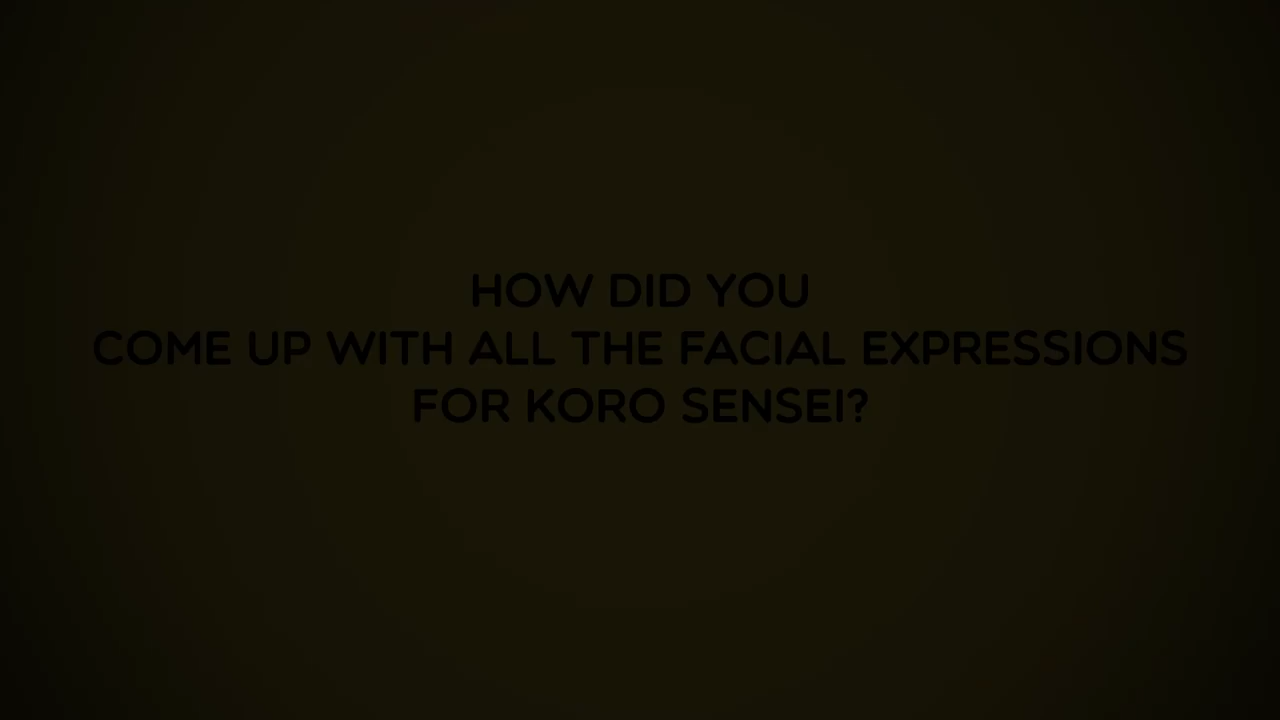 HOW DID YOU
COME UP WITH ALL THE FACIAL EXPRESSIONS
FOR KORO SENSEI?